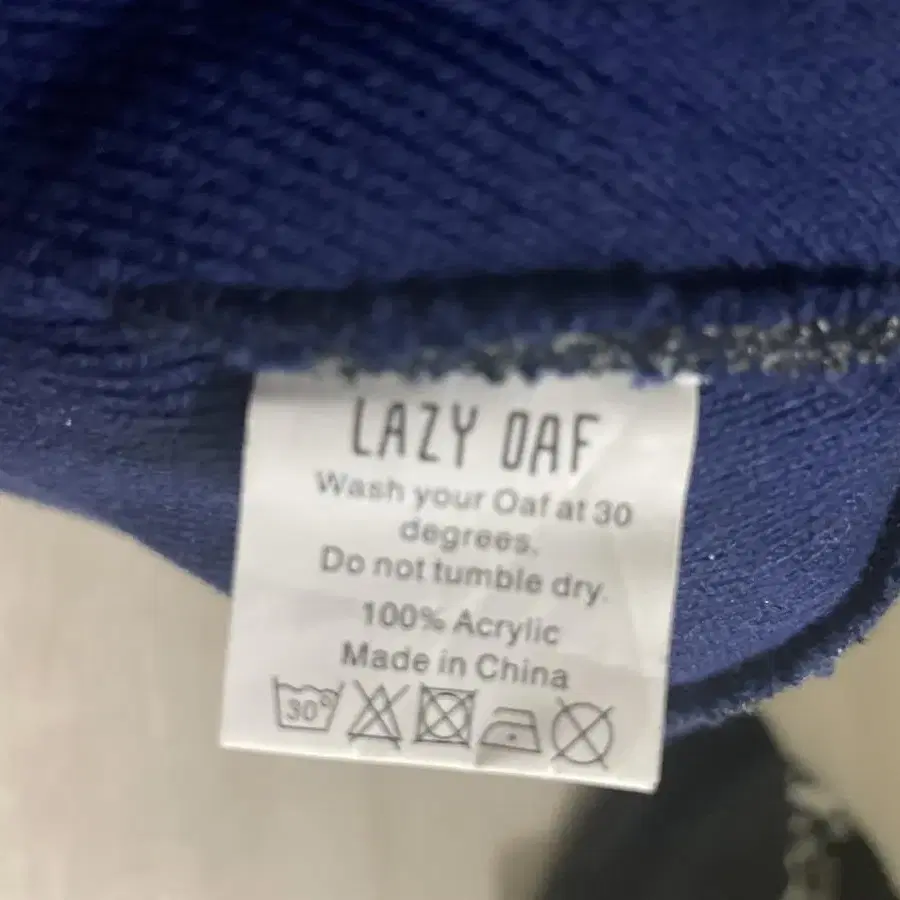 LAZY OAF
Wash your Oaf at 30
degrees.
Do not tumble dry.
100% Acrylic
Made in China
30°